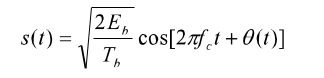 s(t) = √(2E_b / T_b) cos[2πf_c t + θ(t)]